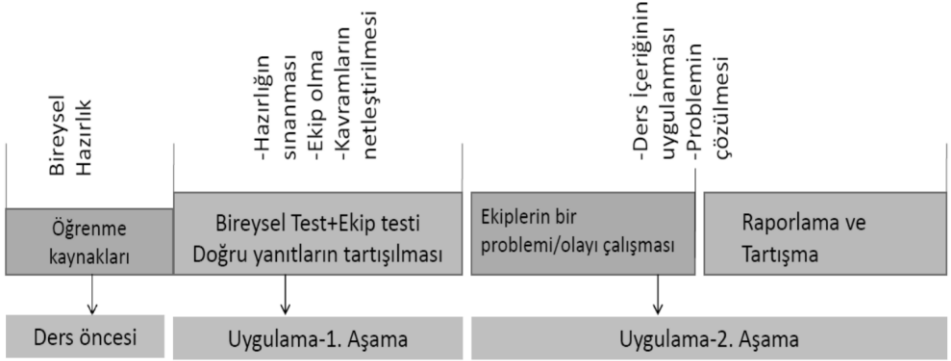 Bireysel
Hazırlık
-Hazırlığın
sınanması
-Ekip olma
-Kavramların
netleştirilmesi
-Ders İçeriğinin
uygulanması
-Problemin
çözülmesi
Öğrenme
kaynakları
Bireysel Test+Ekip testi
Doğru yanıtların tartışılması
Ekiplerin bir
problemi/olayı çalışması
Raporlama ve
Tartışma
Ders öncesi
Uygulama-1. Aşama
Uygulama-2. Aşama